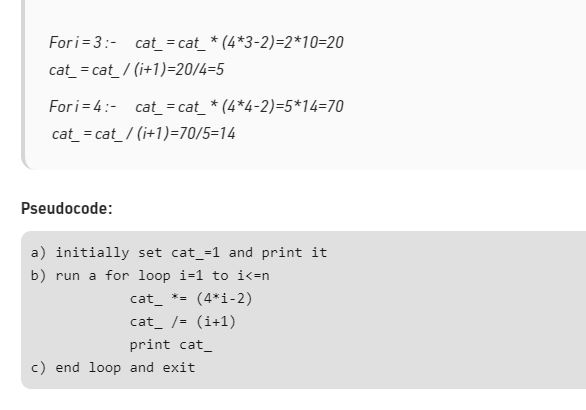 For i = 3 :- cat_ = cat_ * (4*3-2)=2*10=20
cat_ = cat_ / (i+1)=20/4=5
For i = 4 :- cat_ = cat_ * (4*4-2)=5*14=70
cat_ = cat_ / (i+1)=70/5=14
Pseudocode:
a) initially set cat_=1 and print it
b) run a for loop i=1 to i<=n
cat_ *= (4*i-2)
cat_ /= (i+1)
print cat_
c) end loop and exit